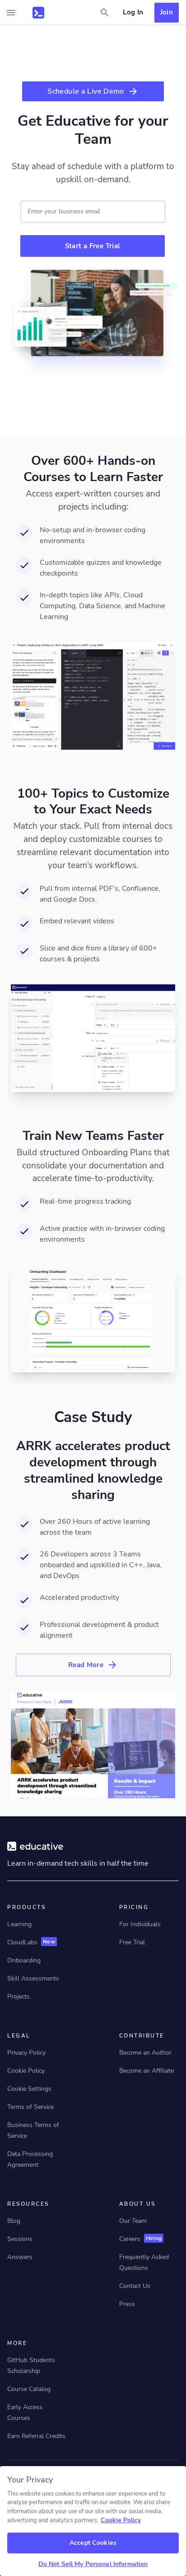 Log In
Join
Schedule a Live Demo
Get Educative for your
Team
Stay ahead of schedule with a platform to
upskill on-demand.
Enter your business email
Start a Free Trial
Over 600+ Hands-on
Courses to Learn Faster
Access expert-written courses and
projects including:
No-setup and in-browser coding
environments
Customizable quizzes and knowledge
checkpoints
In-depth topics like APIs, Cloud
Computing, Data Science, and Machine
Learning
100+ Topics to Customize
to Your Exact Needs
Match your stack. Pull from internal docs
and deploy customizable courses to
streamline relevant documentation into
your team's workflows.
Pull from internal PDF's, Confluence,
and Google Docs.
Embed relevant videos
Slice and dice from a library of 600+
courses & projects
Train New Teams Faster
Build structured Onboarding Plans that
consolidate your documentation and
accelerate time-to-productivity.
Real-time progress tracking
Active practice with in-browser coding
environments
Onboarding Dashboard
Case Study
ARRK accelerates product
development through
streamlined knowledge
sharing
Over 260 Hours of active learning
across the team
26 Developers across 3 Teams
onboarded and upskilled in C++, Java,
and DevOps
Accelerated productivity
Professional development & product
alignment
Read More
educative
ARRK
ARRK accelerates product
development through streamlined
knowledge sharing
Results & Impact
Over 260 Hours
educative
Learn in-demand tech skills in half the time
PRODUCTS
Learning
CloudLabs New
Onboarding
Skill Assessments
Projects
PRICING
For Individuals
Free Trial
LEGAL
Privacy Policy
Cookie Policy
Cookie Settings
Terms of Service
Business Terms of
Service
Data Processing
Agreement
CONTRIBUTE
Become an Author
Become an Affiliate
RESOURCES
Blog
Sessions
Answers
ABOUT US
Our Team
Careers Hiring
Frequently Asked
Questions
Contact Us
Press
MORE
GitHub Students
Scholarship
Course Catalog
Early Access
Courses
Earn Referral Credits
Your Privacy
This website uses cookies to enhance user experience and to
analyze performance and traffic on our website. We also share
information about your use of our site with our social media,
advertising and analytics partners. Cookie Policy
Accept Cookies
Do Not Sell My Personal Information